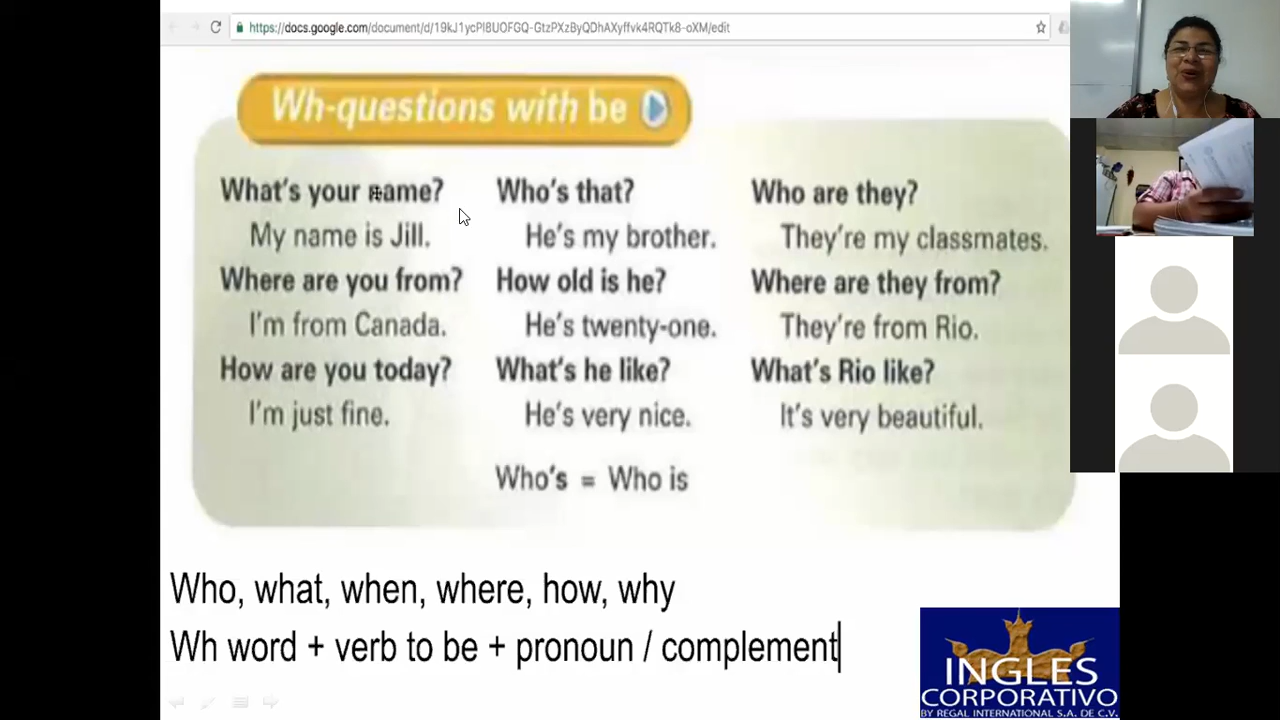 https://docs.google.com/document/d/19kJ1ycPl8UOFGQ-GtzPXzByQDhAXyffvk4RQTk8-oXM/edit
Wh-questions with be
What's your name?
My name is Jill.
Where are you from?
I'm from Canada.
How are you today?
I'm just fine.
Who's that?
He's my brother.
How old is he?
He's twenty-one.
What's he like?
He's very nice.
Who's = Who is
Who are they?
They're my classmates.
Where are they from?
They're from Rio.
What's Rio like?
It's very beautiful.
Who, what, when, where, how, why
Wh word + verb to be + pronoun / complement
INGLES
CORPORATIVO
BY REGAL INTERNATIONAL S.A. DE C.V.